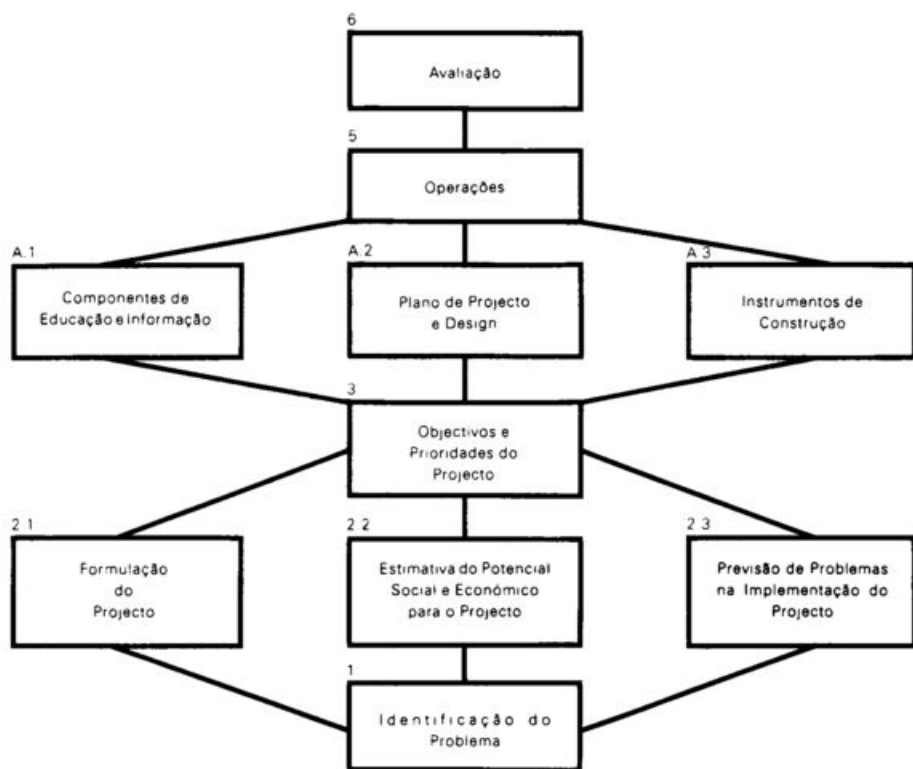 6
Avaliação
5
Operações
A.1
Componentes de
Educação e Informação
A.2
Plano de Projecto
e Design
A.3
Instrumentos de
Construção
3
Objectivos e
Prioridades do
Projecto
2.1
Formulação
do
Projecto
2.2
Estimativa do Potencial
Social e Económico
para o Projecto
2.3
Previsão de Problemas
na Implementação do
Projecto
1
Identificação do
Problema